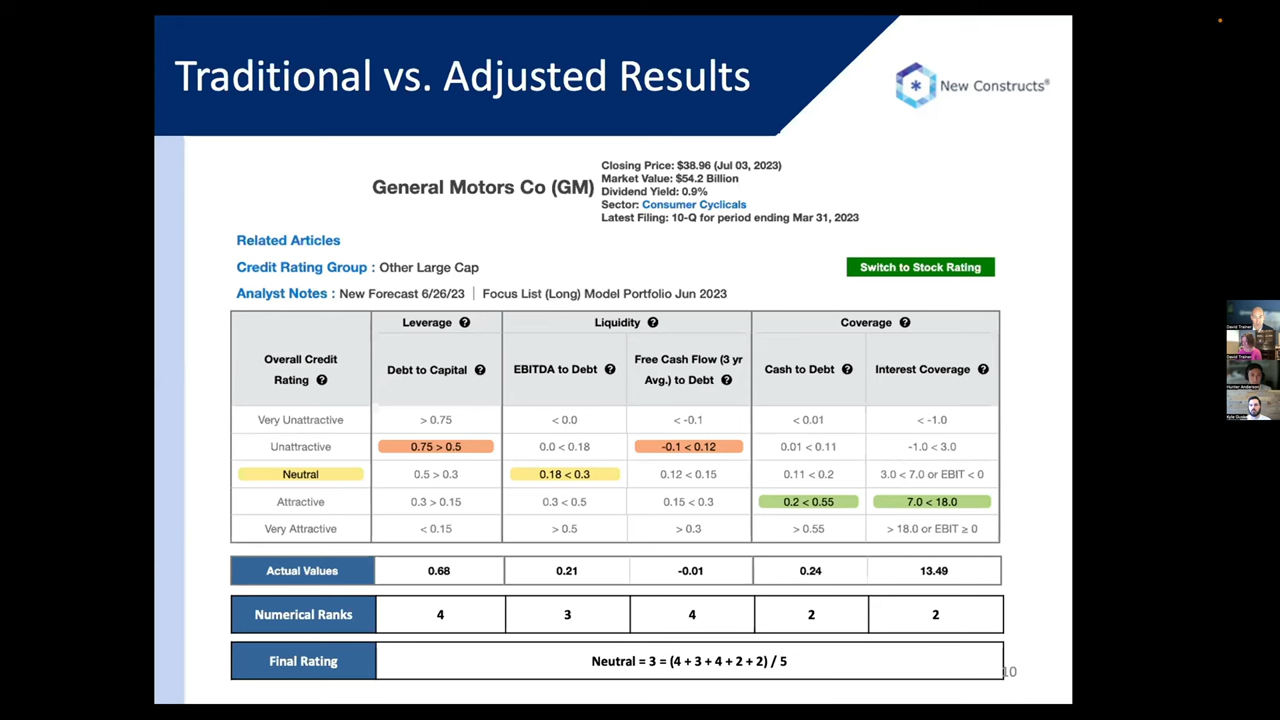 Traditional vs. Adjusted Results
New Constructs®
General Motors Co (GM)
Closing Price: $38.96 (Jul 03, 2023)
Market Value: $54.2 Billion
Dividend Yield: 0.9%
Sector: Consumer Cyclicals
Latest Filing: 10-Q for period ending Mar 31, 2023
Related Articles
Credit Rating Group : Other Large Cap
Switch to Stock Rating
Analyst Notes : New Forecast 6/26/23 | Focus List (Long) Model Portfolio Jun 2023
Leverage ? Liquidity ? Coverage ?
Overall Credit
Rating ?
Debt to Capital ?
EBITDA to Debt ?
Free Cash Flow (3 yr
Avg.) to Debt ?
Cash to Debt ?
Interest Coverage ?
Very Unattractive > 0.75 < 0.0 < -0.1 < 0.01 < -1.0
Unattractive 0.75 > 0.5 0.0 < 0.18 -0.1 < 0.12 0.01 < 0.11 -1.0 < 3.0
Neutral 0.5 > 0.3 0.18 < 0.3 0.12 < 0.15 0.11 < 0.2 3.0 < 7.0 or EBIT < 0
Attractive 0.3 > 0.15 0.3 < 0.5 0.15 < 0.3 0.2 < 0.55 7.0 < 18.0
Very Attractive < 0.15 > 0.5 > 0.3 > 0.55 > 18.0 or EBIT ≥ 0
Actual Values 0.68 0.21 -0.01 0.24 13.49
Numerical Ranks 4 3 4 2 2
Final Rating Neutral = 3 = (4 + 3 + 4 + 2 + 2) / 5
10
David Trainer
David Trainer
Hunter Anderson